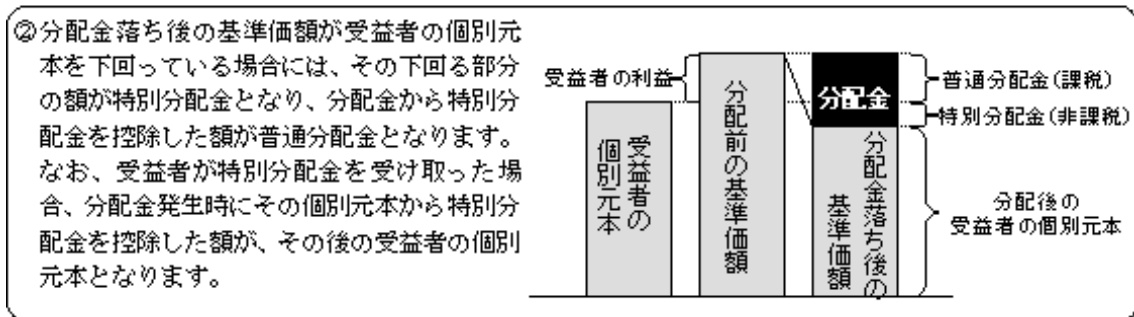 ②分配金落ち後の基準価額が受益者の個別元
本を下回っている場合には、その下回る部分
の額が特別分配金となり、分配金から特別分
配金を控除した額が普通分配金となります。
なお、受益者が特別分配金を受け取った場
合、分配金発生時にその個別元本から特別分
配金を控除した額が、その後の受益者の個別
元本となります。
受益者の利益
受益者の
個別元本
分配前の基準価額
分配金
分配金落ち後の
基準価額
普通分配金(課税)
特別分配金(非課税)
分配後の
受益者の個別元本